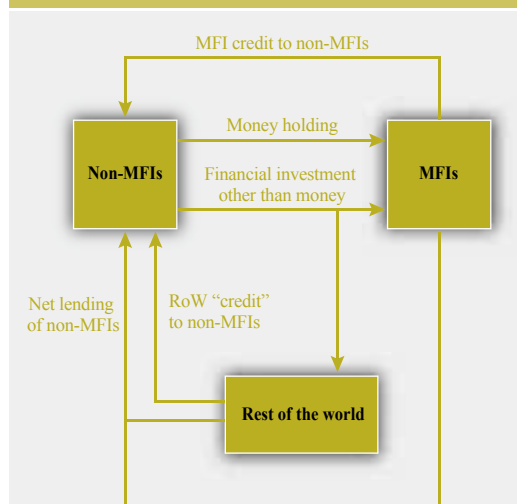 MFI credit to non-MFIs
Money holding
Non-MFIs
MFIs
Financial investment
other than money
Net lending
of non-MFIs
RoW “credit”
to non-MFIs
Rest of the world